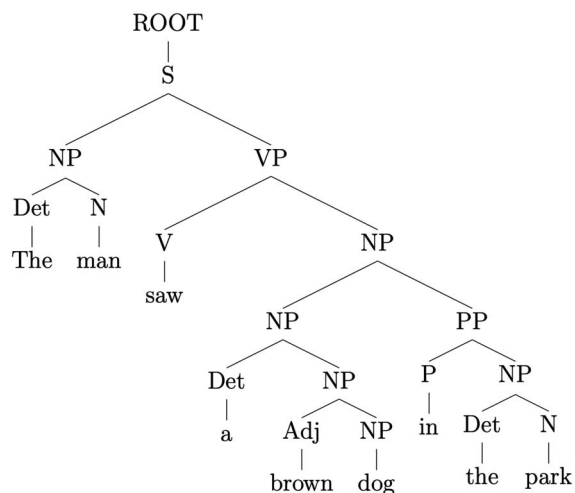 ROOT
S
NP VP
Det N V NP
The man saw
NP PP
Det NP P NP
a Adj NP in Det N
brown dog the park